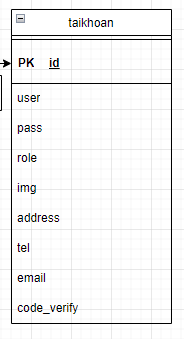 taikhoan
PK id
user
pass
role
img
address
tel
email
code_verify